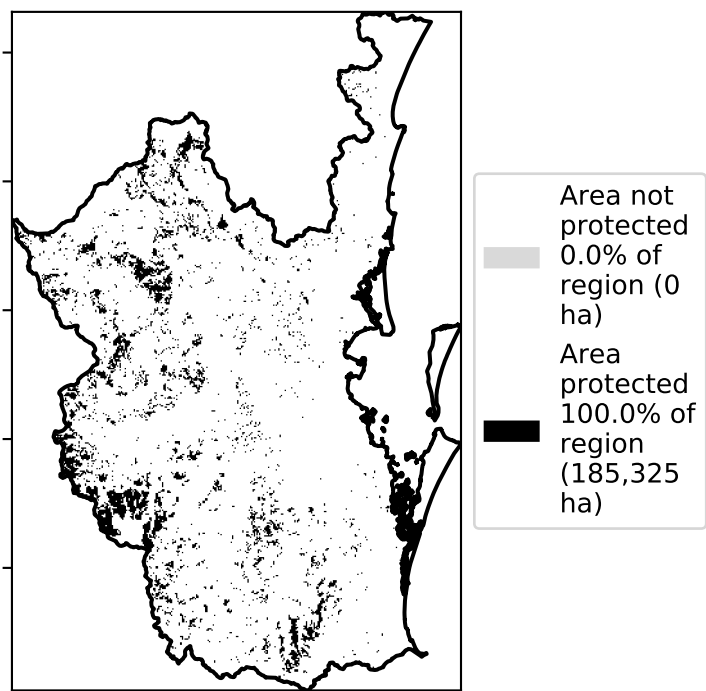 Area not
protected
0.0% of
region (0
ha)
Area
protected
100.0% of
region
(185,325
ha)